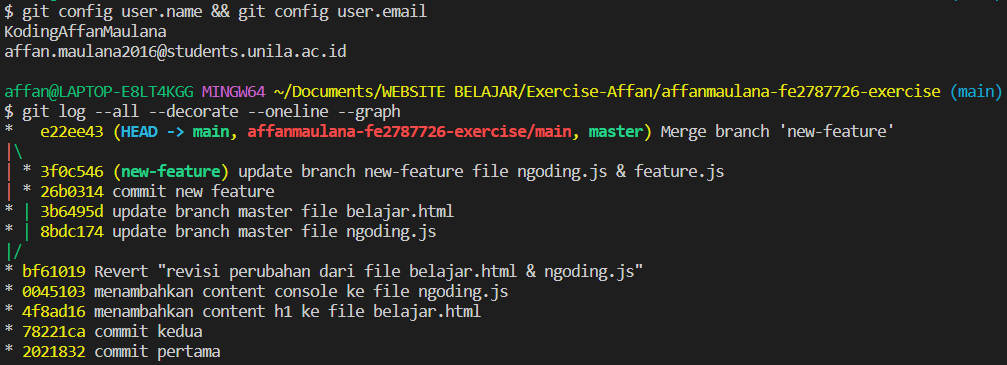 $ git config user.name && git config user.email
KodingAffanMaulana
affan.maulana2016@students.unila.ac.id
affan@LAPTOP-E8LT4KGG MINGW64 ~/Documents/WEBSITE BELAJAR/Exercise-Affan/affanmaulana-fe2787726-exercise (main)
$ git log --all --decorate --oneline --graph
*   e22ee43 (HEAD -> main, affanmaulana-fe2787726-exercise/main, master) Merge branch 'new-feature'
|\
| * 3f0c546 (new-feature) update branch new-feature file ngoding.js & feature.js
| * 26b0314 commit new feature
* | 3b6495d update branch master file belajar.html
* | 8bdc174 update branch master file ngoding.js
|/
* bf61019 Revert "revisi perubahan dari file belajar.html & ngoding.js"
* 0045103 menambahkan content console ke file ngoding.js
* 4f8ad16 menambahkan content h1 ke file belajar.html
* 78221ca commit kedua
* 2021832 commit pertama